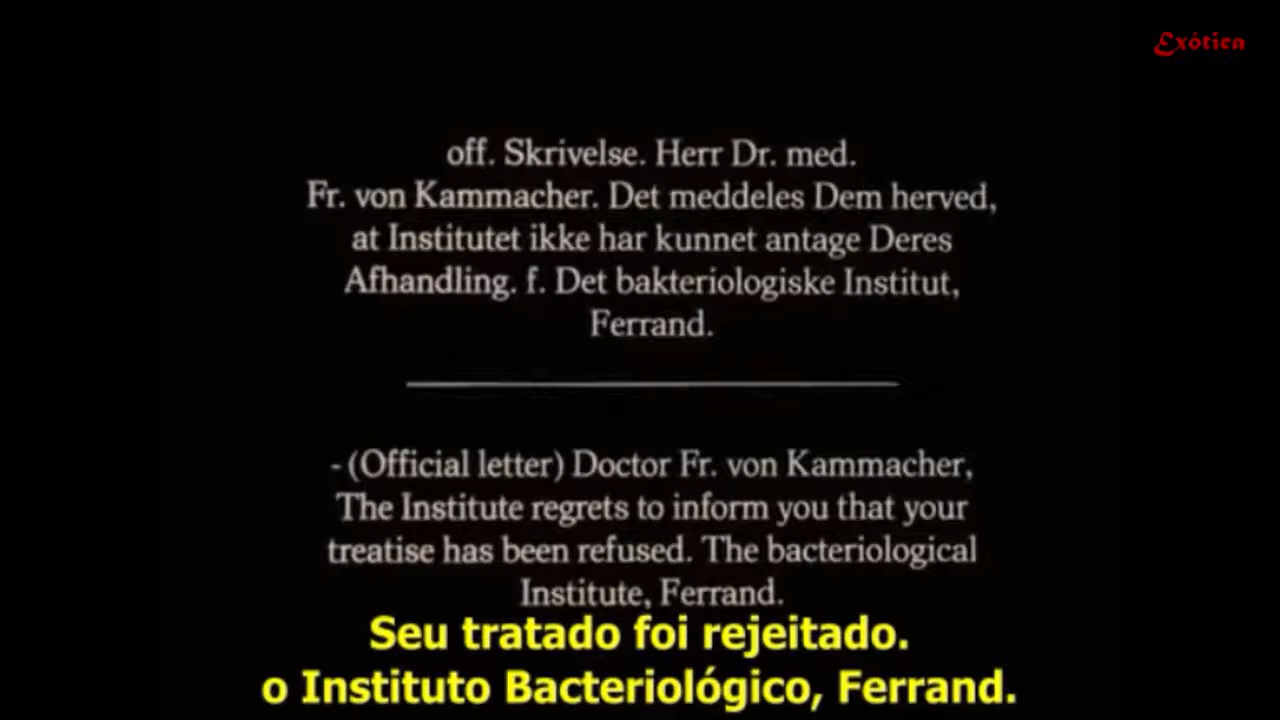 Exótica
off. Skrivelse. Herr Dr. med.
Fr. von Kammacher. Det meddeles Dem herved,
at Institutet ikke har kunnet antage Deres
Afhandling. f. Det bakteriologiske Institut,
Ferrand.
- (Official letter) Doctor Fr. von Kammacher,
The Institute regrets to inform you that your
treatise has been refused. The bacteriological
Institute, Ferrand.
Seu tratado foi rejeitado.
o Instituto Bacteriológico, Ferrand.